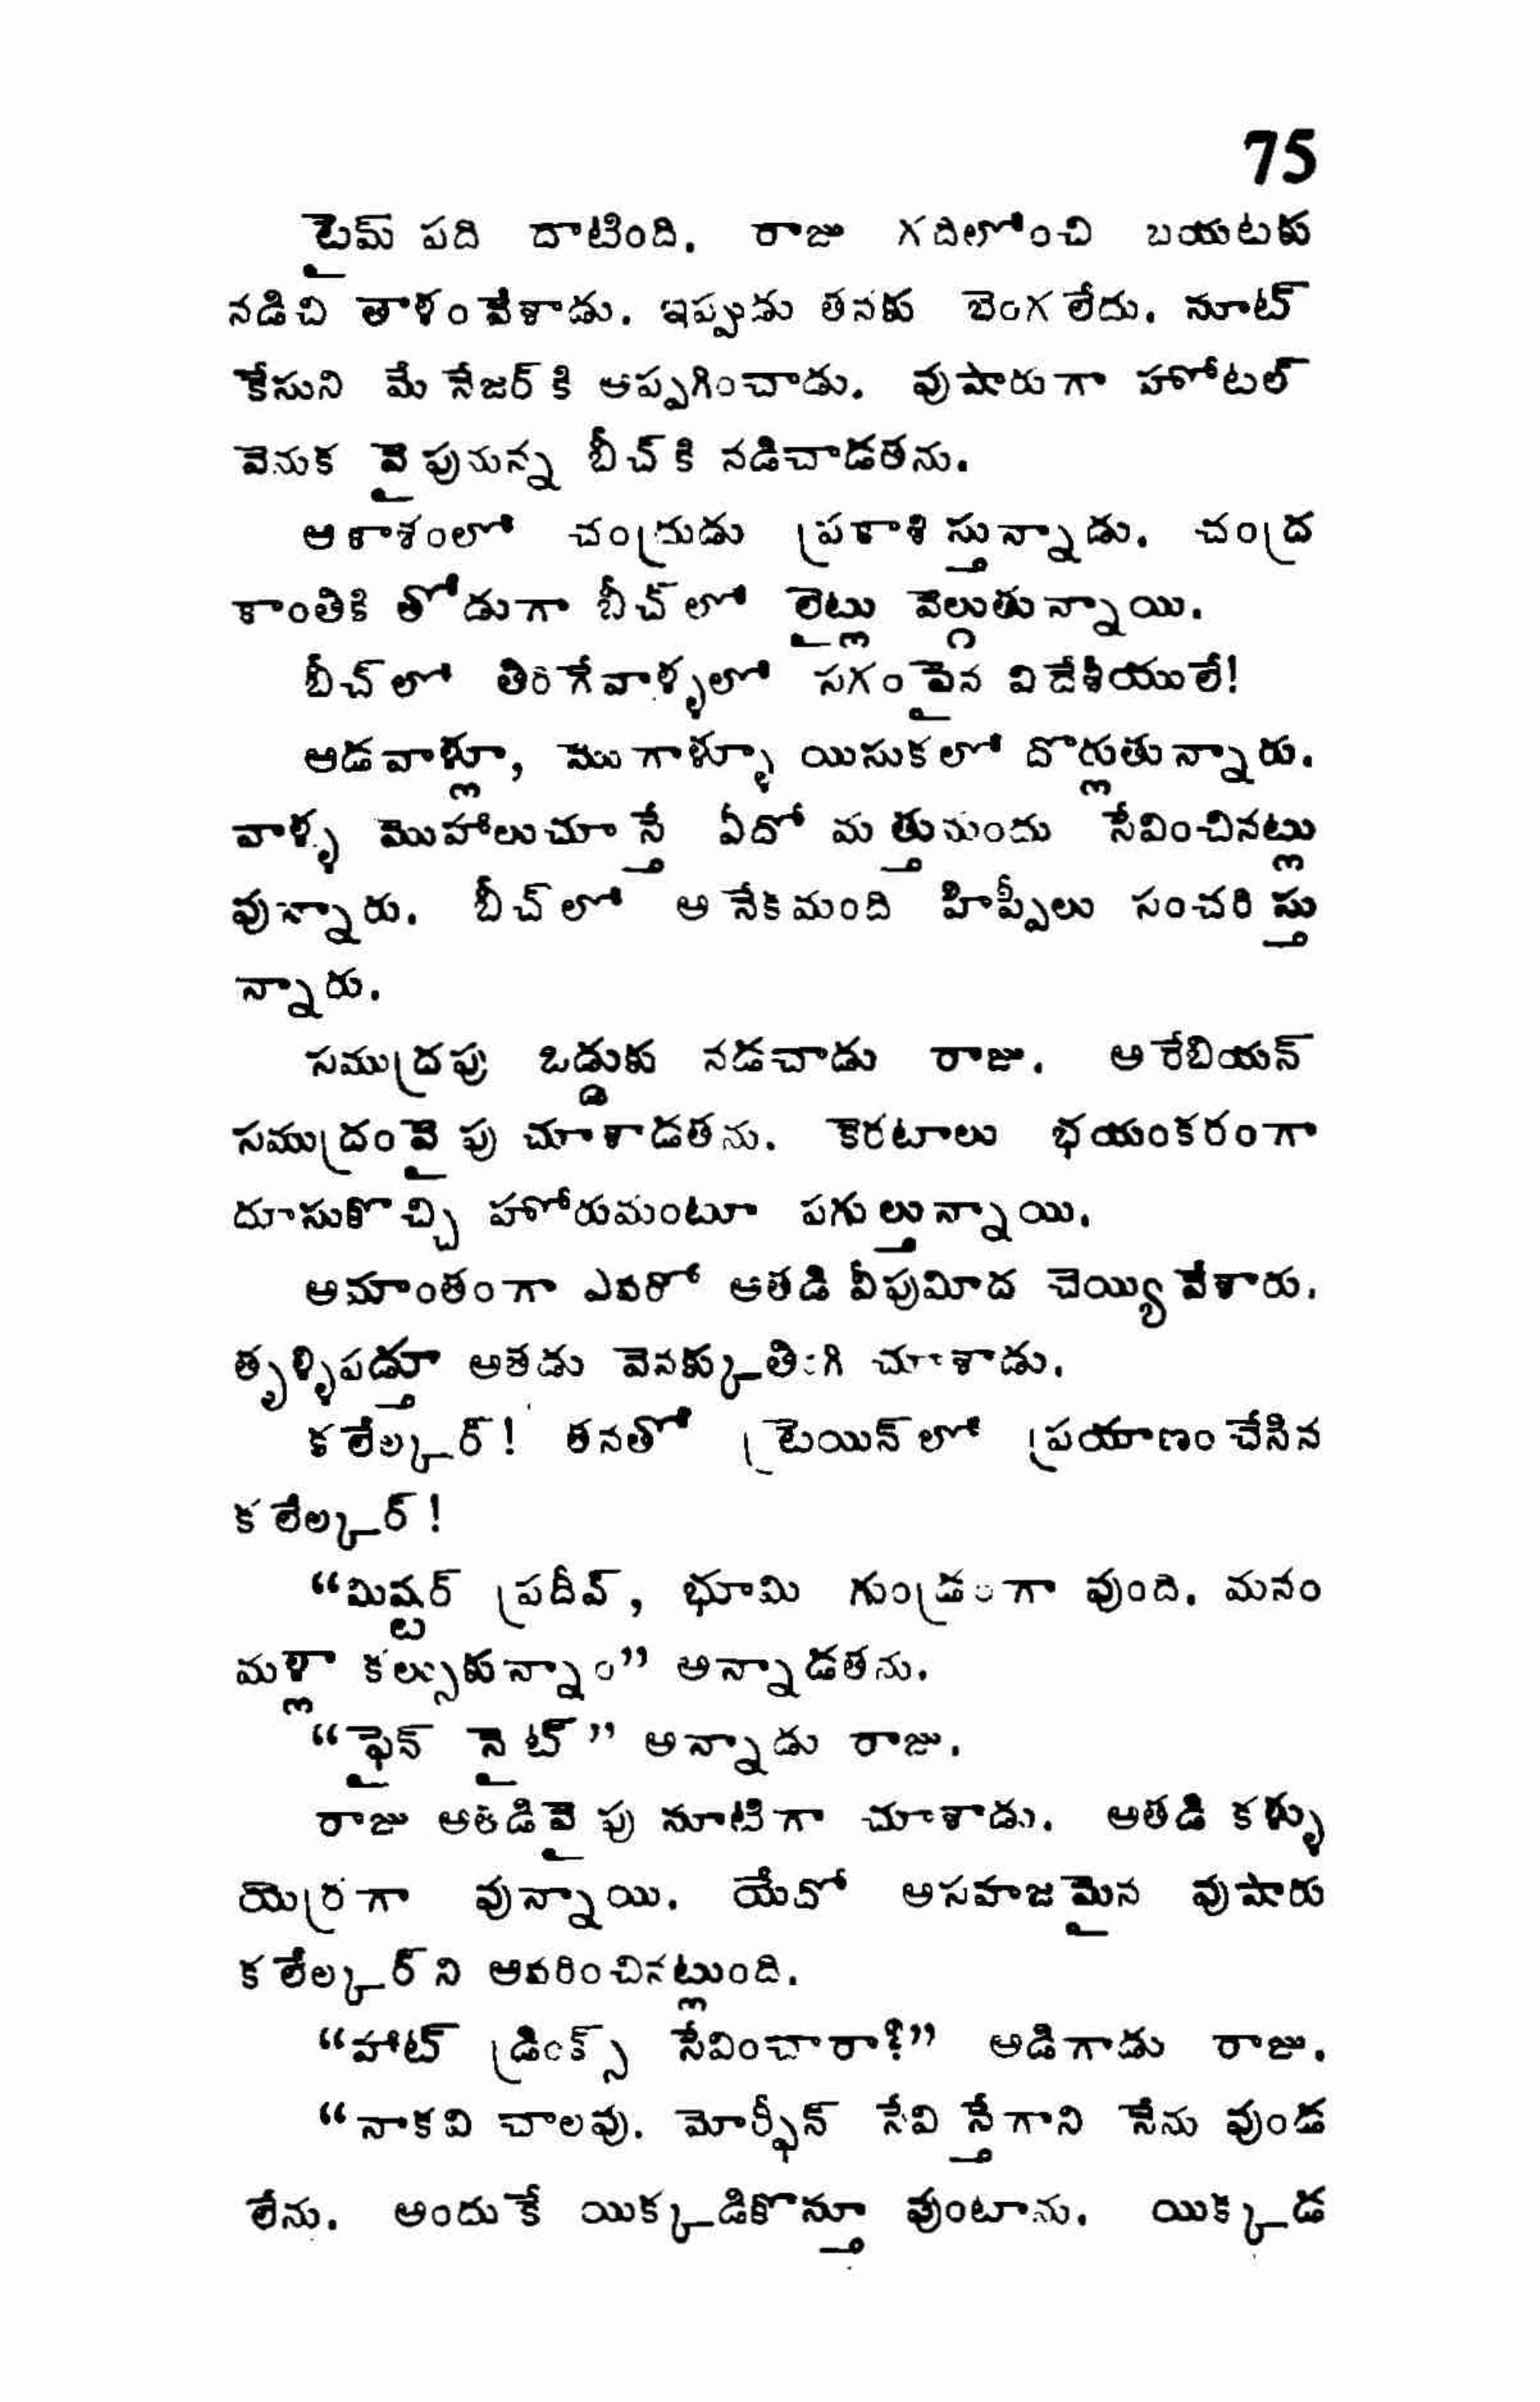 75
టైమ్ పది దాటింది. రాజు గదిలోంచి బయటకు
నడిచి తాళంవేశాడు. ఇప్పుడు తనకు బెంగలేదు. సూట్
కేసుని మేనేజర్‌కి అప్పగించాడు. వుషారుగా హోటల్
వెనుక వైపునున్న బీచ్‌కి నడిచాడతను.
ఆకాశంలో చంద్రుడు ప్రకాశిస్తున్నాడు. చంద్ర
కాంతికి తోడుగా బీచ్‌లో లైట్లు వెల్గుతున్నాయి.
బీచ్‌లో తిరిగేవాళ్ళలో సగంపైన విదేశీయులే!
ఆడవాళ్లూ, మొగాళ్ళూ యిసుకలో దొర్లుతున్నారు.
వాళ్ళ మొహాలుచూస్తే ఏదో మత్తుమందు సేవించినట్లు
వున్నారు. బీచ్‌లో అనేకమంది హిప్పీలు సంచరిస్తు
న్నారు.
సముద్రపు ఒడ్డుకు నడచాడు రాజు. అరేబియన్
సముద్రంవైపు చూశాడతను. కెరటాలు భయంకరంగా
దూసుకొచ్చి హోరుమంటూ పగుల్తున్నాయి.
అమాంతంగా ఎవరో అతడి వీపుమీద చెయ్యివేశారు.
తృళ్ళిపడ్తూ అతడు వెనక్కుతిరిగి చూశాడు.
కలేల్కర్! తనతో ట్రెయిన్‌లో ప్రయాణంచేసిన
కలేల్కర్!
“మిష్టర్ ప్రదీప్, భూమి గుండ్రంగా వుంది. మనం
మళ్లా కల్సుకున్నాం” అన్నాడతను.
“ఫైన్ నైట్” అన్నాడు రాజు.
రాజు అతడివైపు సూటిగా చూశాడు. అతడి కళ్ళు
యెర్రగా వున్నాయి. యేదో అసహజమైన వుషారు
కలేల్కర్‌ని ఆవరించినట్లుంది.
“హాట్ డ్రింక్స్ సేవించారా?” అడిగాడు రాజు.
“నాకవి చాలవు. మోర్ఫీన్ సేవిస్తేగాని నేను వుండ
లేను. అందుకే యిక్కడికొస్తూ వుంటాను. యిక్కడ